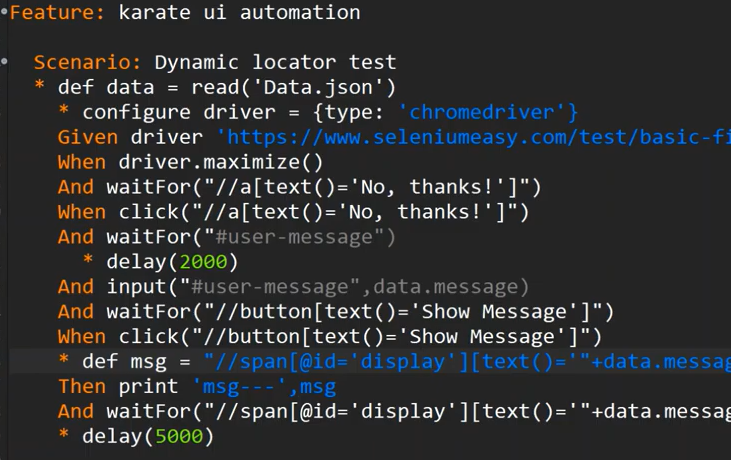 Feature: karate ui automation
Scenario: Dynamic locator test
* def data = read('Data.json')
* configure driver = {type: 'chromedriver'}
Given driver 'https://www.seleniumeasy.com/test/basic-fi
When driver.maximize()
And waitFor("//a[text()='No, thanks!']")
When click("//a[text()='No, thanks!']")
And waitFor("#user-message")
* delay(2000)
And input("#user-message",data.message)
And waitFor("//button[text()='Show Message']")
When click("//button[text()='Show Message']")
* def msg = "//span[@id='display'][text()='"+data.messag
Then print 'msg---',msg
And waitFor("//span[@id='display'][text()='"+data.messag
* delay(5000)